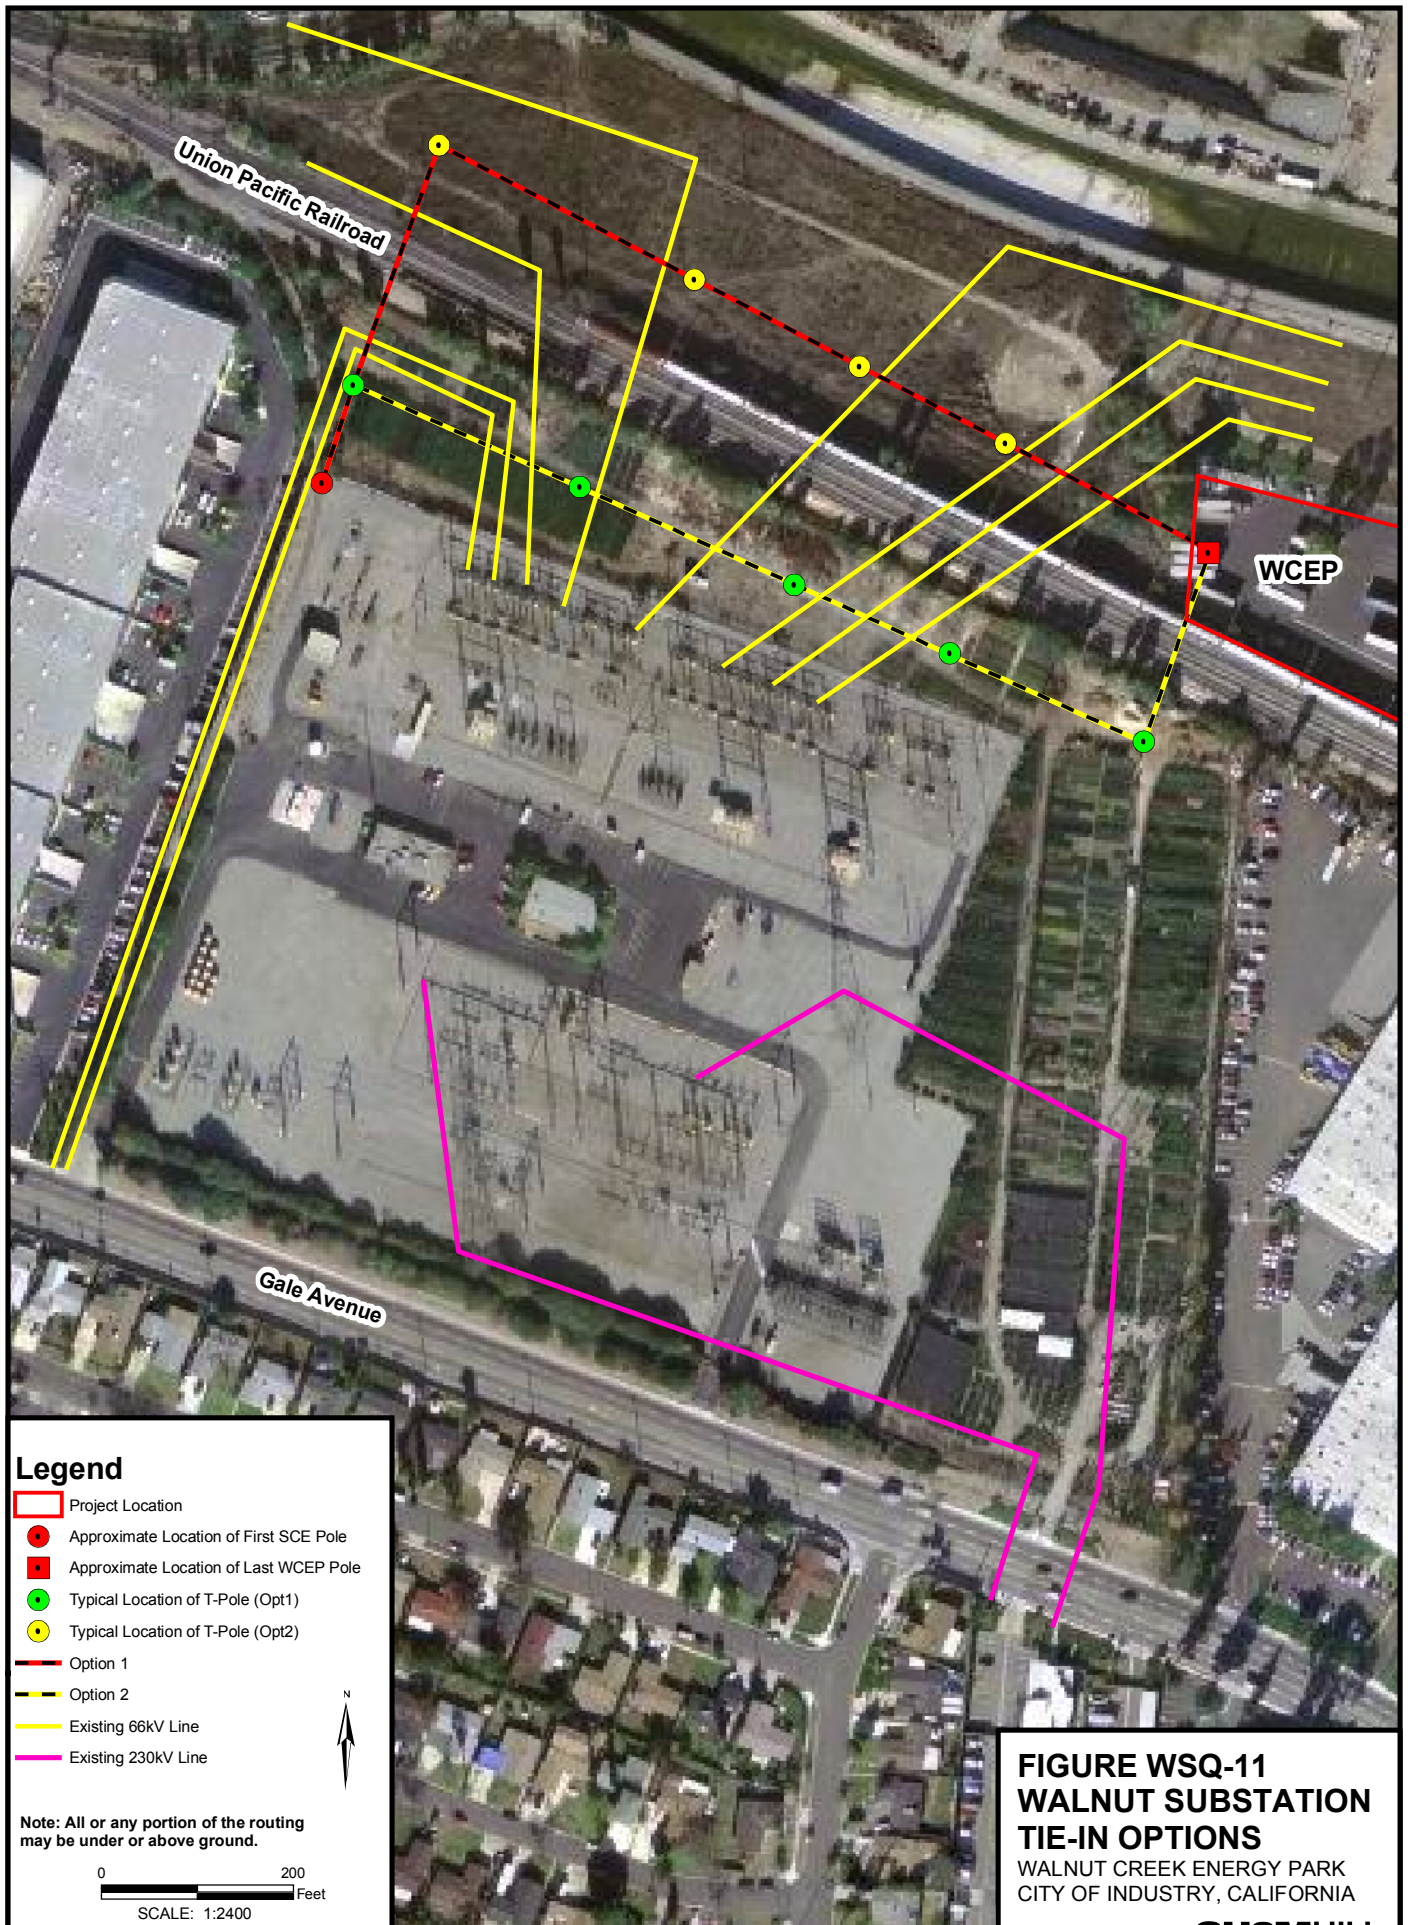 Union Pacific Railroad
WCEP
Gale Avenue
Legend
Project Location
Approximate Location of First SCE Pole
Approximate Location of Last WCEP Pole
Typical Location of T-Pole (Opt1)
Typical Location of T-Pole (Opt2)
Option 1
Option 2
Existing 66kV Line
Existing 230kV Line
N
Note: All or any portion of the routing
may be under or above ground.
0 200
Feet
SCALE: 1:2400
FIGURE WSQ-11
WALNUT SUBSTATION
TIE-IN OPTIONS
WALNUT CREEK ENERGY PARK
CITY OF INDUSTRY, CALIFORNIA